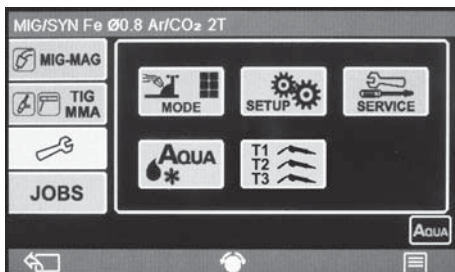 MIG/SYN Fe Ø0.8 Ar/CO₂ 2T
MIG-MAG
TIG
MMA
JOBS
MODE
SETUP
SERVICE
AQUA
T1
T2
T3
AQUA